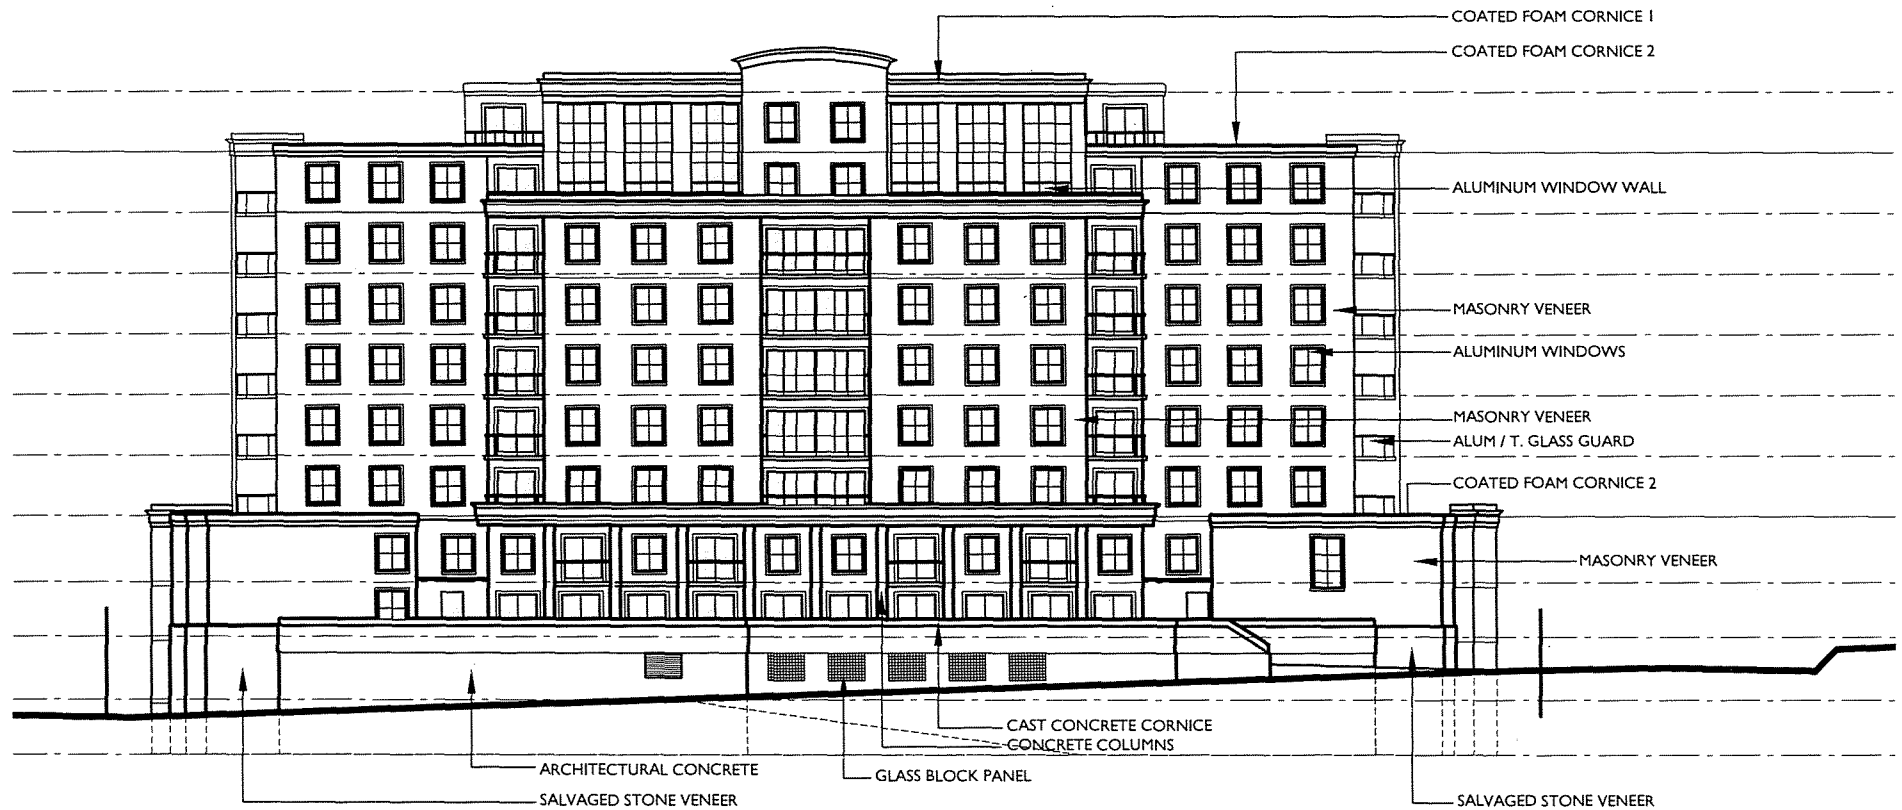 COATED FOAM CORNICE 1
COATED FOAM CORNICE 2
ALUMINUM WINDOW WALL
MASONRY VENEER
ALUMINUM WINDOWS
MASONRY VENEER
ALUM / T. GLASS GUARD
COATED FOAM CORNICE 2
MASONRY VENEER
CAST CONCRETE CORNICE
CONCRETE COLUMNS
ARCHITECTURAL CONCRETE
GLASS BLOCK PANEL
SALVAGED STONE VENEER
SALVAGED STONE VENEER